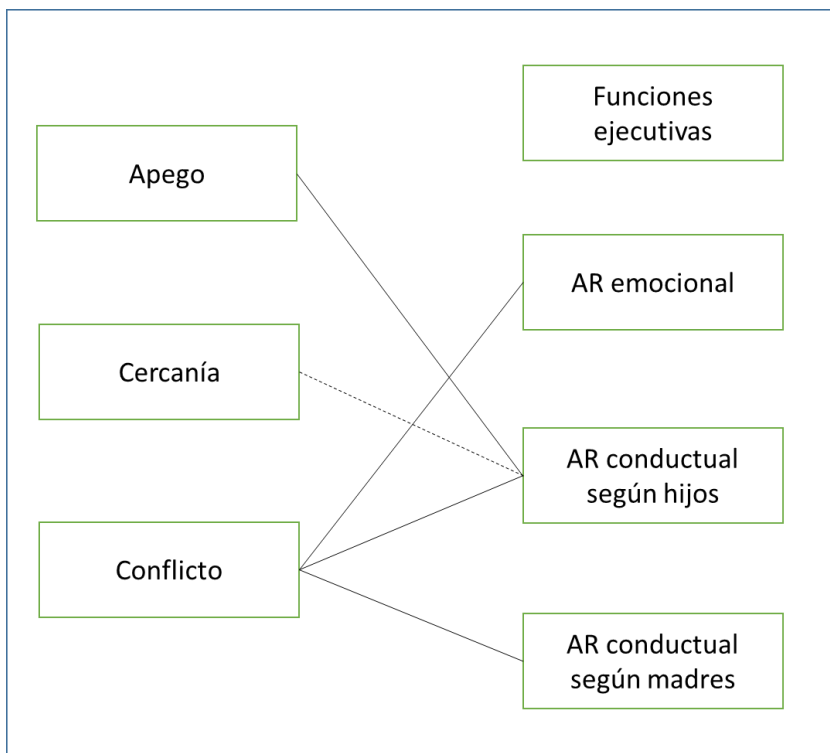 Apego
Cercanía
Conflicto
Funciones
ejecutivas
AR emocional
AR conductual
según hijos
AR conductual
según madres